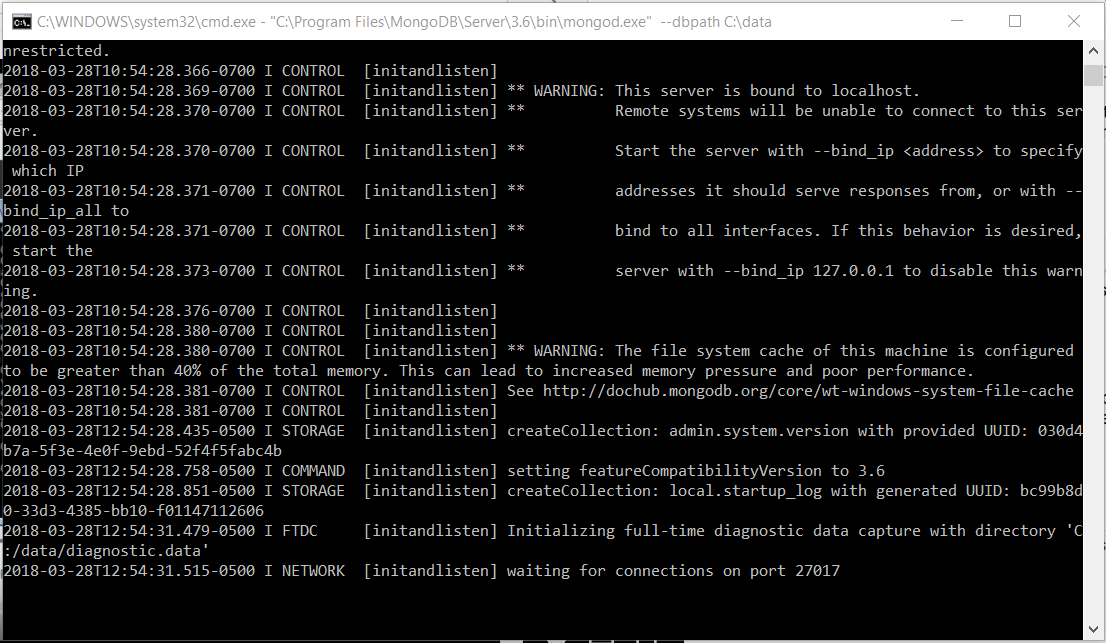 C:\WINDOWS\system32\cmd.exe - "C:\Program Files\MongoDB\Server\3.6\bin\mongod.exe"  --dbpath C:\data
nrestricted.
2018-03-28T10:54:28.366-0700 I CONTROL  [initandlisten]
2018-03-28T10:54:28.369-0700 I CONTROL  [initandlisten] ** WARNING: This server is bound to localhost.
2018-03-28T10:54:28.370-0700 I CONTROL  [initandlisten] **          Remote systems will be unable to connect to this ser
ver.
2018-03-28T10:54:28.370-0700 I CONTROL  [initandlisten] **          Start the server with --bind_ip <address> to specify
 which IP
2018-03-28T10:54:28.371-0700 I CONTROL  [initandlisten] **          addresses it should serve responses from, or with --
bind_ip_all to
2018-03-28T10:54:28.371-0700 I CONTROL  [initandlisten] **          bind to all interfaces. If this behavior is desired,
 start the
2018-03-28T10:54:28.373-0700 I CONTROL  [initandlisten] **          server with --bind_ip 127.0.0.1 to disable this warn
ing.
2018-03-28T10:54:28.376-0700 I CONTROL  [initandlisten]
2018-03-28T10:54:28.380-0700 I CONTROL  [initandlisten]
2018-03-28T10:54:28.380-0700 I CONTROL  [initandlisten] ** WARNING: The file system cache of this machine is configured
to be greater than 40% of the total memory. This can lead to increased memory pressure and poor performance.
2018-03-28T10:54:28.381-0700 I CONTROL  [initandlisten] See http://dochub.mongodb.org/core/wt-windows-system-file-cache
2018-03-28T10:54:28.381-0700 I CONTROL  [initandlisten]
2018-03-28T12:54:28.435-0500 I STORAGE  [initandlisten] createCollection: admin.system.version with provided UUID: 030d4
b7a-5f3e-4e0f-9ebd-52f4f5fabc4b
2018-03-28T12:54:28.758-0500 I COMMAND  [initandlisten] setting featureCompatibilityVersion to 3.6
2018-03-28T12:54:28.851-0500 I STORAGE  [initandlisten] createCollection: local.startup_log with generated UUID: bc99b8d
0-33d3-4385-bb10-f01147112606
2018-03-28T12:54:31.479-0500 I FTDC     [initandlisten] Initializing full-time diagnostic data capture with directory 'C
:/data/diagnostic.data'
2018-03-28T12:54:31.515-0500 I NETWORK  [initandlisten] waiting for connections on port 27017